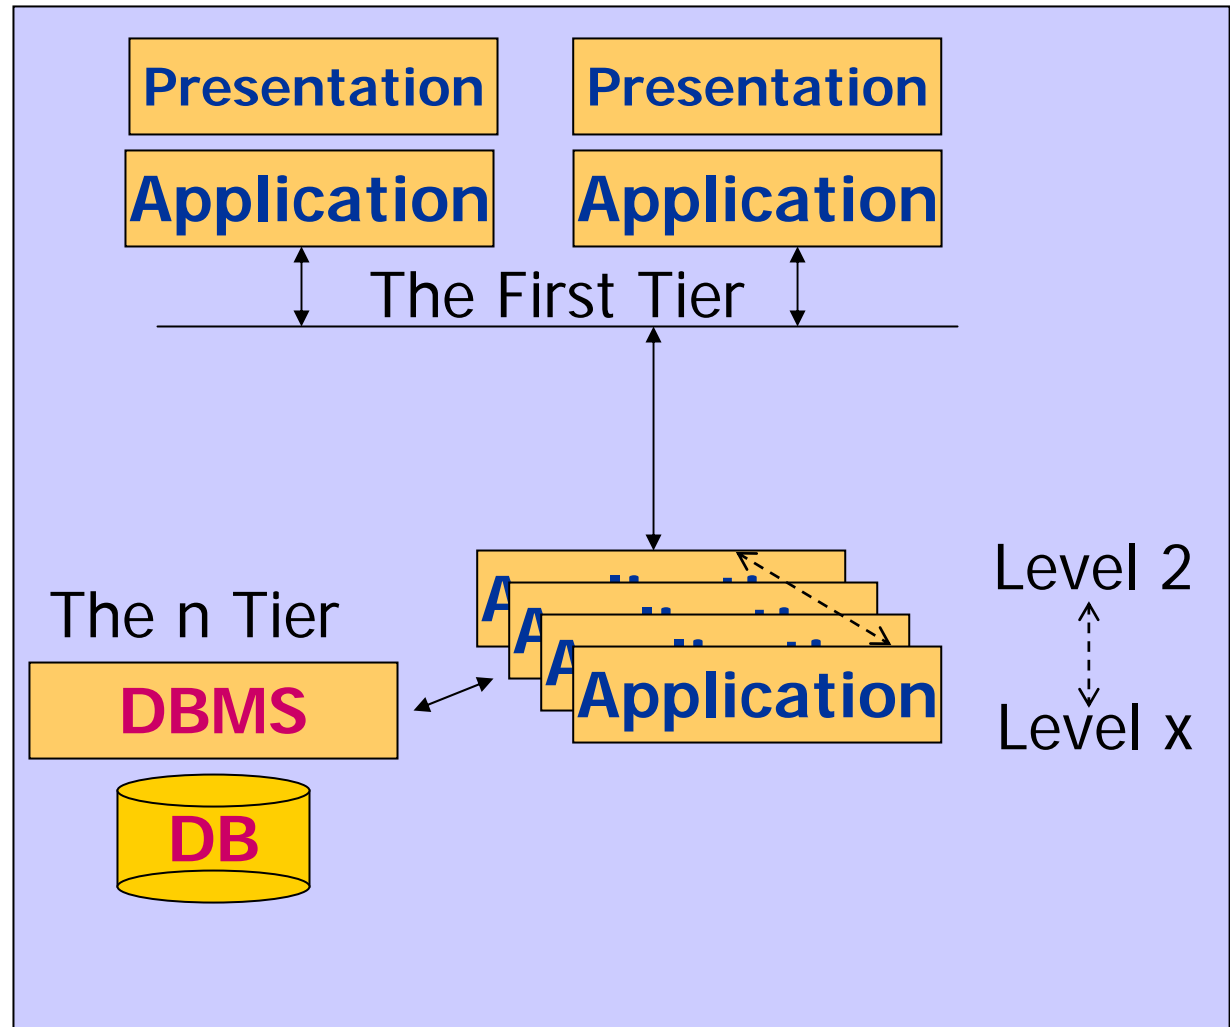 Presentation
Presentation
Application
Application
The First Tier
Level 2
The n Tier
Application
DBMS
Level x
DB